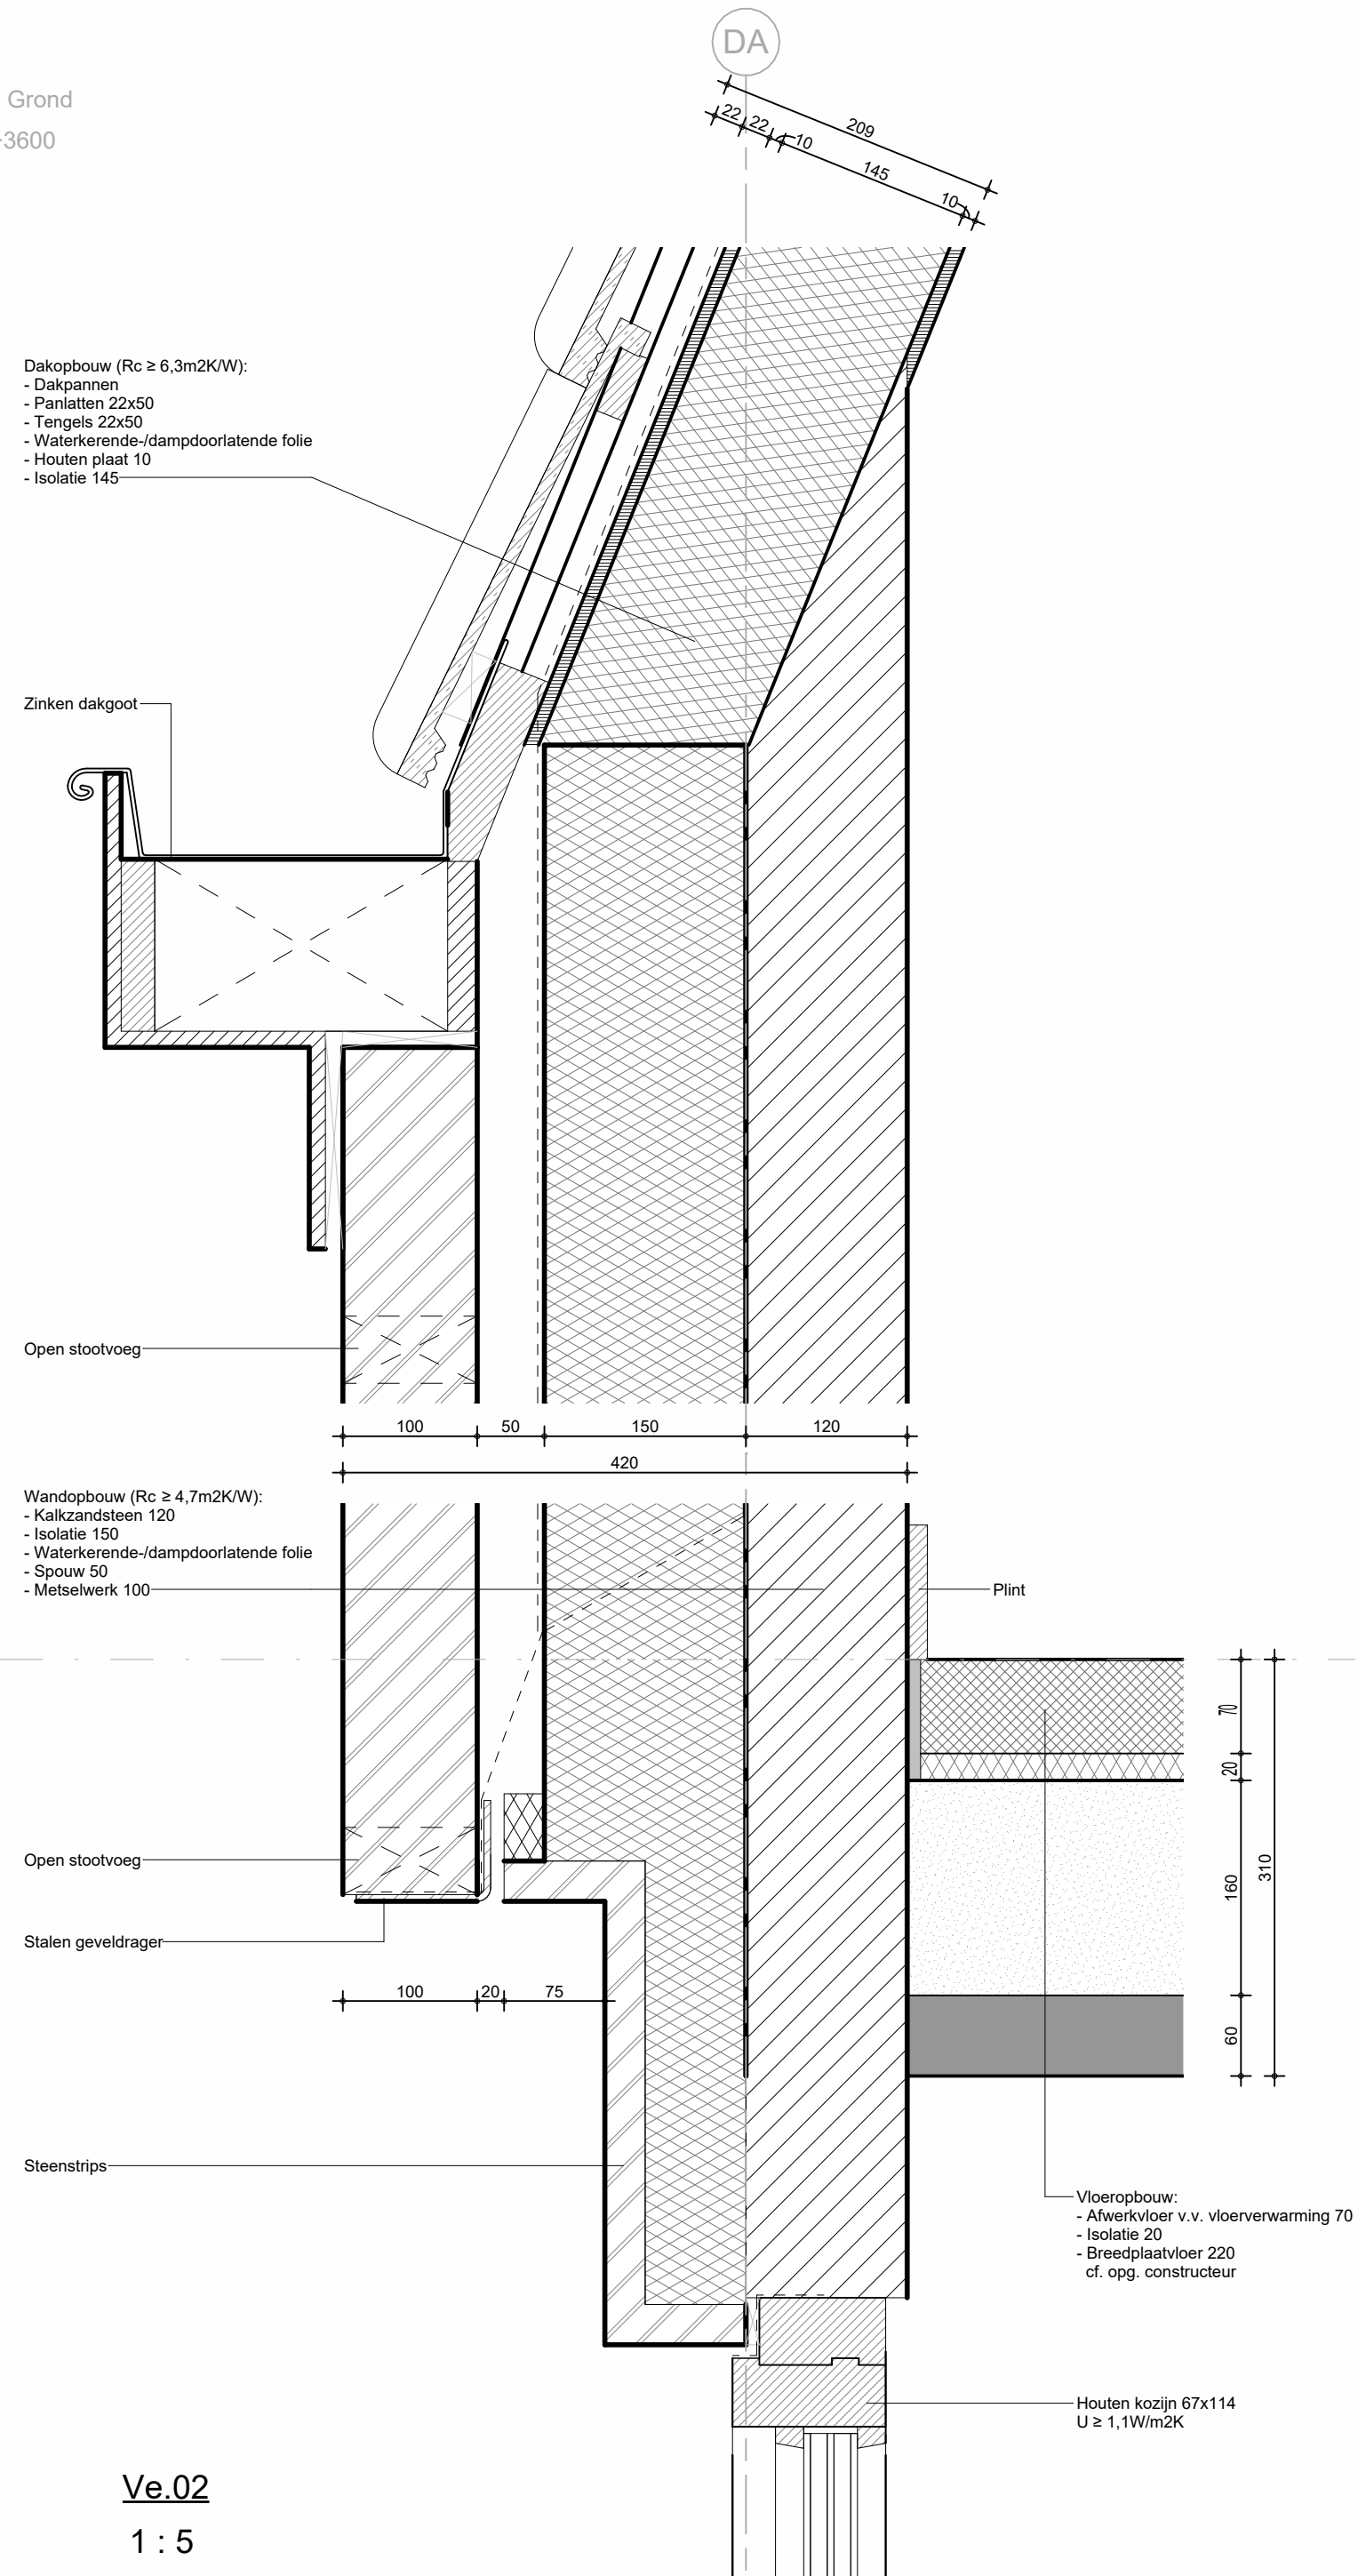 DA
Grond
+3600
22
22
10
209
145
10
Dakopbouw (Rc ≥ 6,3m2K/W):
- Dakpannen
- Panlatten 22x50
- Tengels 22x50
- Waterkerende-/dampdoorlatende folie
- Houten plaat 10
- Isolatie 145
Zinken dakgoot
Open stootvoeg
100
50
150
120
420
Wandopbouw (Rc ≥ 4,7m2K/W):
- Kalkzandsteen 120
- Isolatie 150
- Waterkerende-/dampdoorlatende folie
- Spouw 50
- Metselwerk 100
Plint
70
20
160
310
60
Open stootvoeg
Stalen geveldrager
100
20
75
Steenstrips
Vloeropbouw:
- Afwerkvloer v.v. vloerverwarming 70
- Isolatie 20
- Breedplaatvloer 220
cf. opg. constructeur
Houten kozijn 67x114
U ≥ 1,1W/m2K
Ve.02
1 : 5